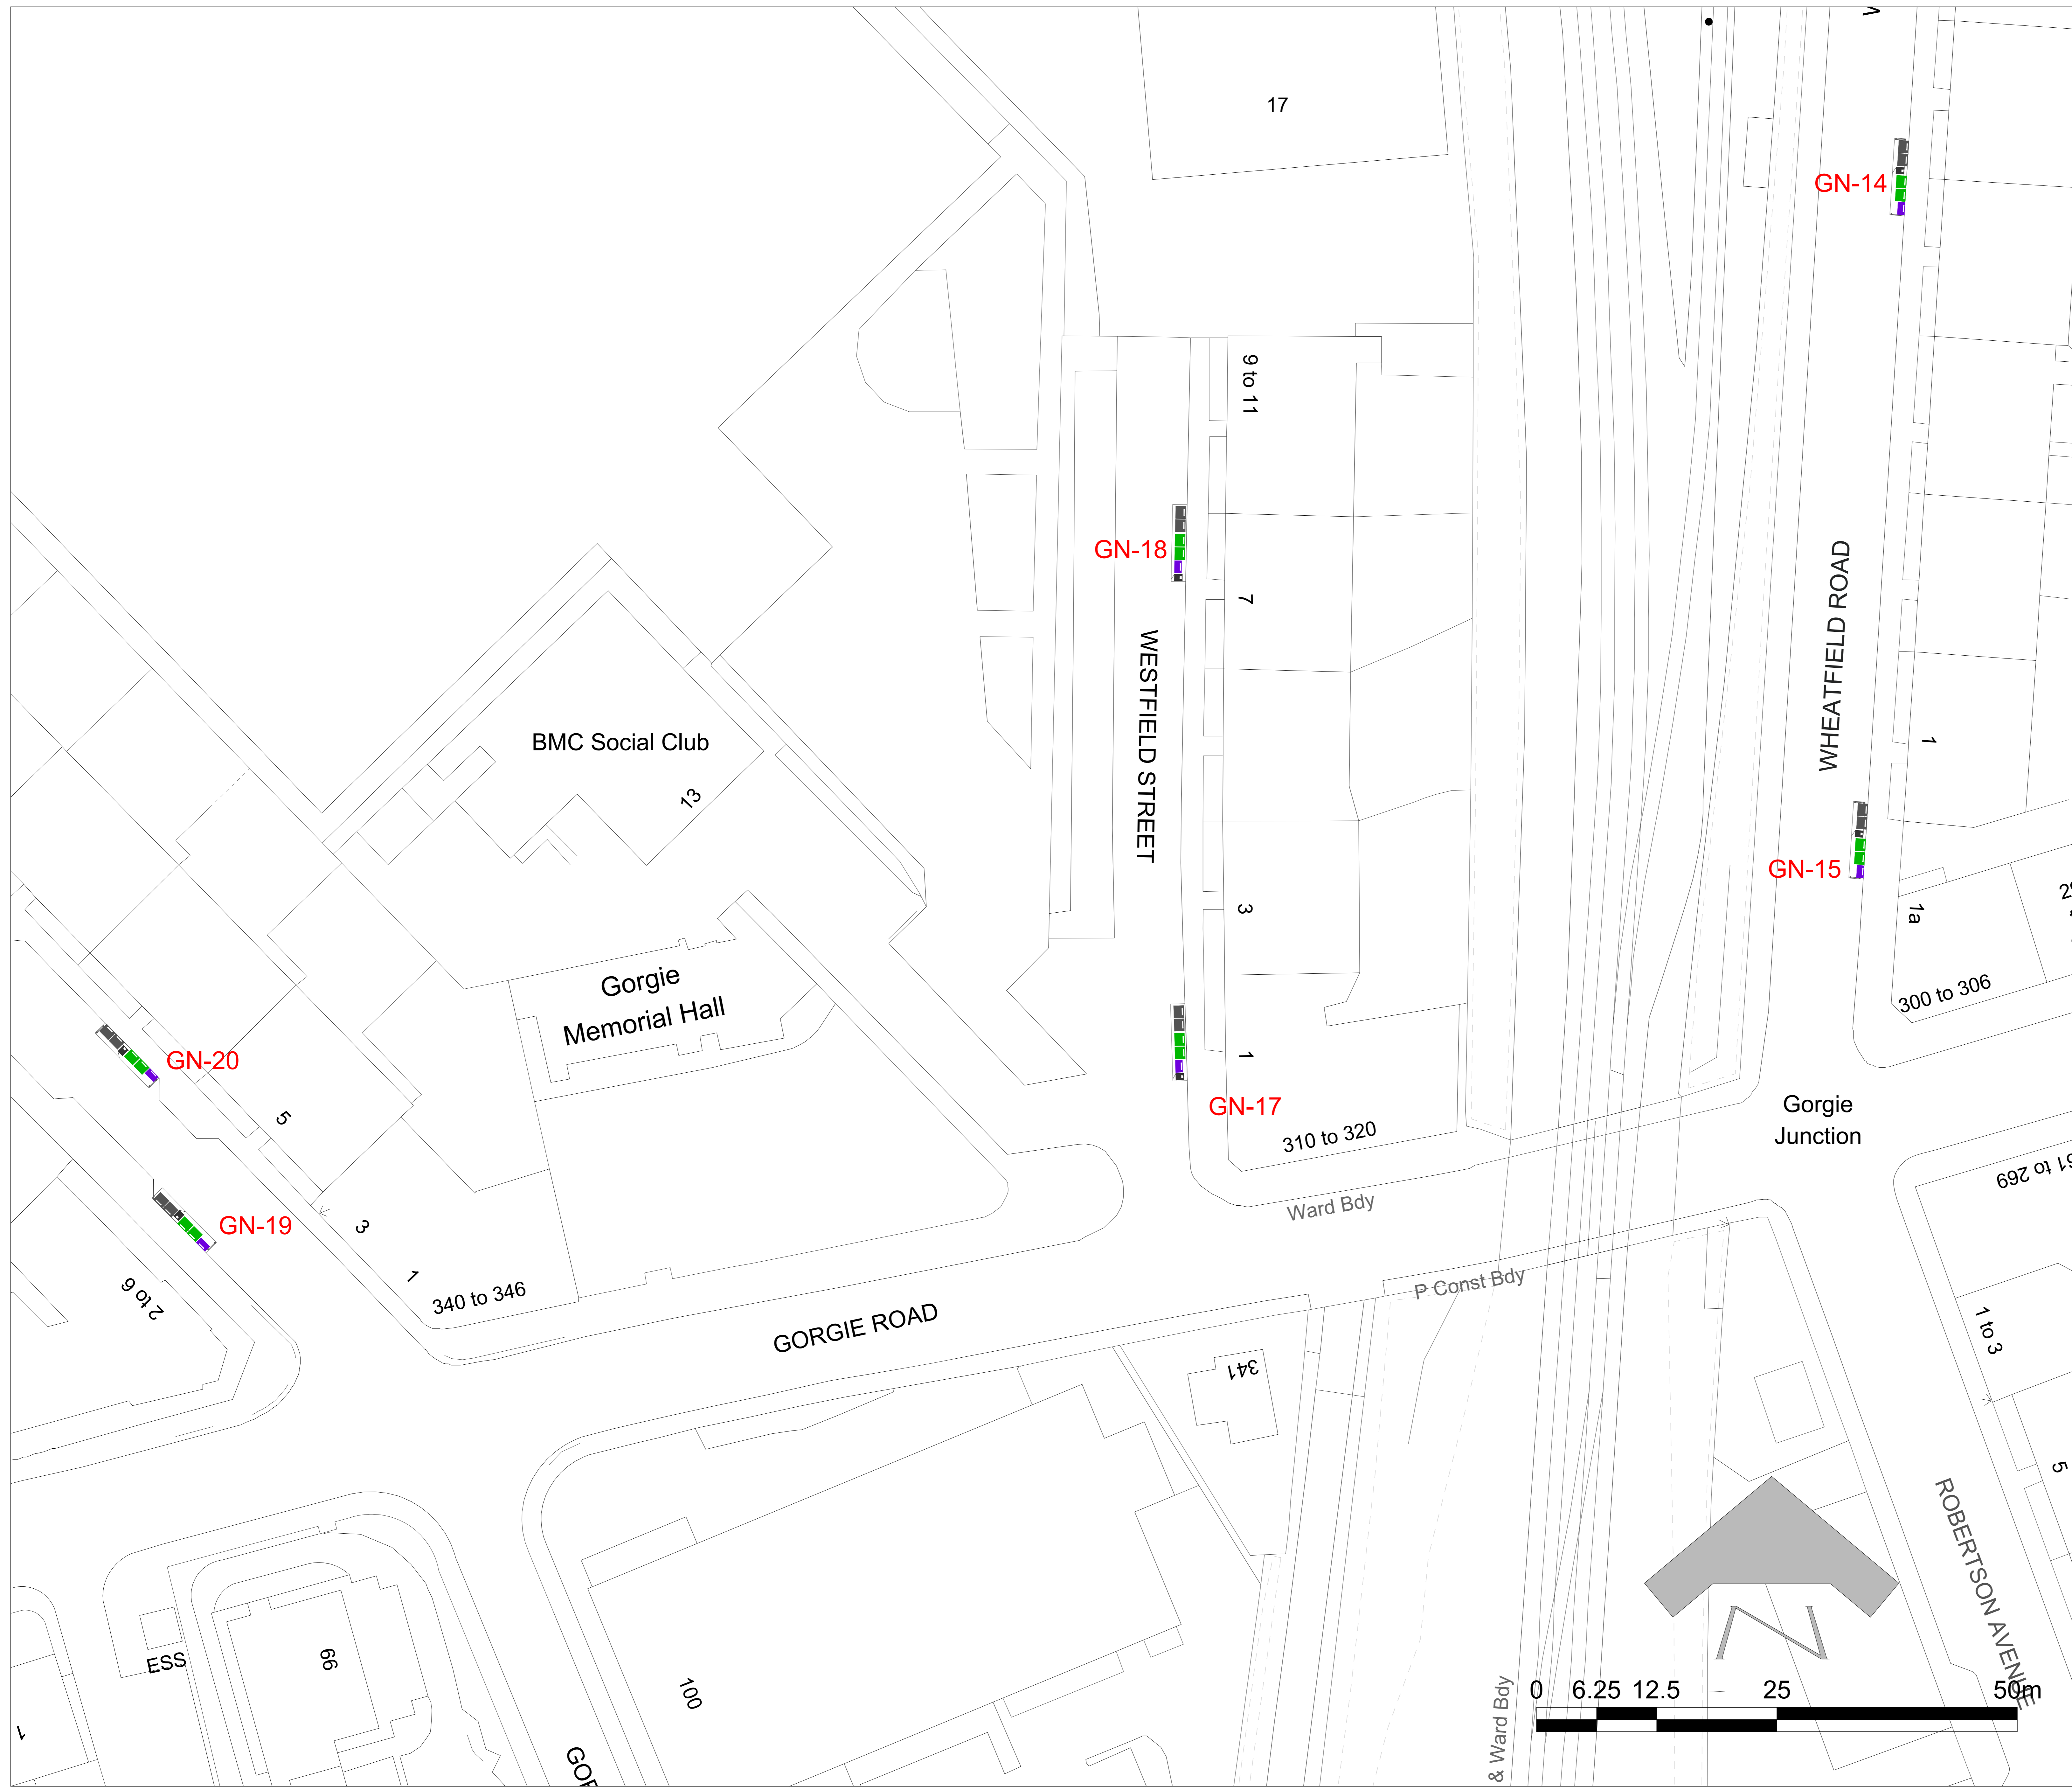 17
GN-14
9 to 11
GN-18
7
WESTFIELD STREET
WHEATFIELD ROAD
BMC Social Club
13
1
GN-15
3
1a
Gorgie
Memorial Hall
300 to 306
GN-20
1
GN-17
5
310 to 320
Gorgie
Junction
to 269
Ward Bdy
GN-19
3
1
2 to 6
340 to 346
P Const Bdy
GORGIE ROAD
341
1 to 3
5
ROBERTSON AVENUE
ESS
66
100
1
& Ward Bdy
0 6.25 12.5 25 50m
N